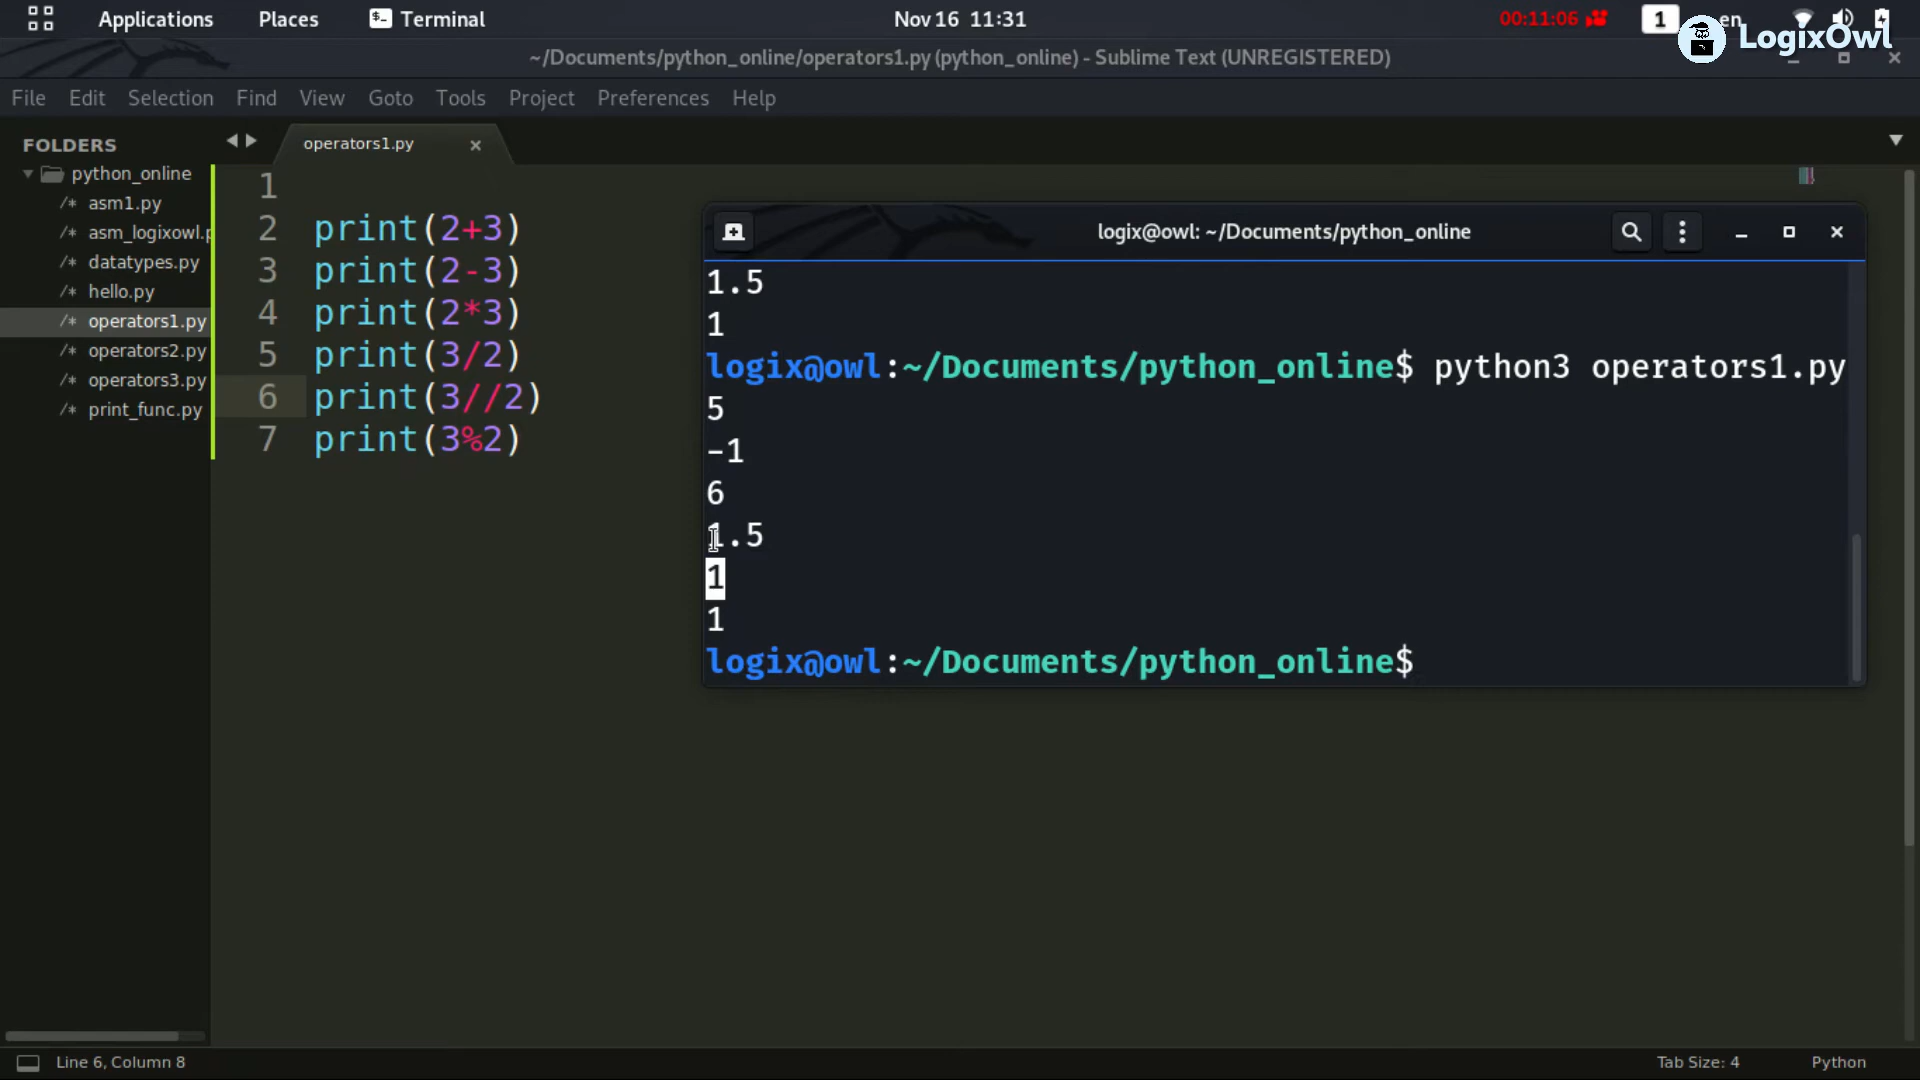 Applications Places Terminal Nov 16 11:31 00:11:06 1 en
LogixOwl
~/Documents/python_online/operators1.py (python_online) - Sublime Text (UNREGISTERED)
File Edit Selection Find View Goto Tools Project Preferences Help
FOLDERS
python_online
/* asm1.py
/* asm_logixowl.p
/* datatypes.py
/* hello.py
/* operators1.py
/* operators2.py
/* operators3.py
/* print_func.py
operators1.py
1
2 print(2+3)
3 print(2-3)
4 print(2*3)
5 print(3/2)
6 print(3//2)
7 print(3%2)
logix@owl: ~/Documents/python_online
1.5
1
logix@owl:~/Documents/python_online$ python3 operators1.py
5
-1
6
1.5
1
1
logix@owl:~/Documents/python_online$
Line 6, Column 8 Tab Size: 4 Python